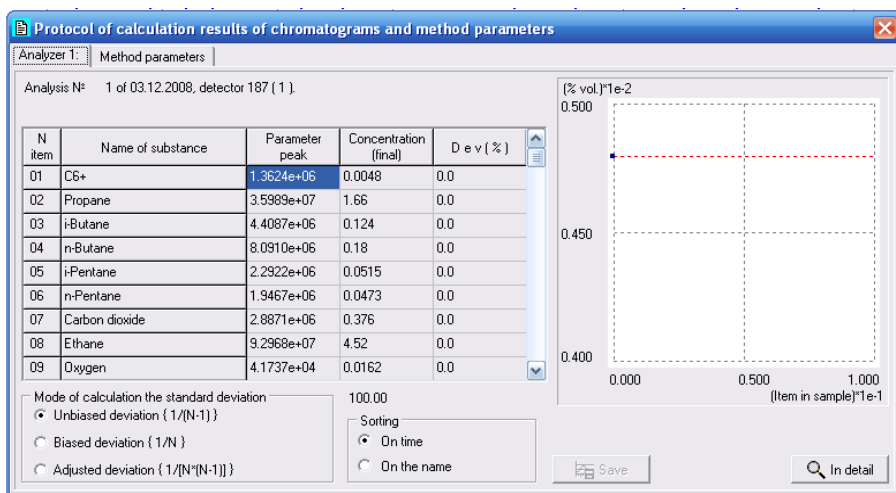 Protocol of calculation results of chromatograms and method parameters
Analyzer 1: Method parameters
Analysis № 1 of 03.12.2008, detector 187 ( 1 ).
N item Name of substance Parameter peak Concentration (final) D e v ( % )
01 C6+ 1.3624e+06 0.0048 0.0
02 Propane 3.5989e+07 1.66 0.0
03 i-Butane 4.4087e+06 0.124 0.0
04 n-Butane 8.0910e+06 0.18 0.0
05 i-Pentane 2.2922e+06 0.0515 0.0
06 n-Pentane 1.9467e+06 0.0473 0.0
07 Carbon dioxide 2.8871e+06 0.376 0.0
08 Ethane 9.2968e+07 4.52 0.0
09 Oxygen 4.1737e+04 0.0162 0.0
Mode of calculation the standard deviation
Unbiased deviation { 1/(N-1) }
Biased deviation { 1/N }
Adjusted deviation { 1/[N*(N-1)] }
100.00
Sorting
On time
On the name
(% vol.)*1e-2
0.500
0.450
0.400
0.000 0.500 1.000
(Item in sample)*1e-1
Save
In detail